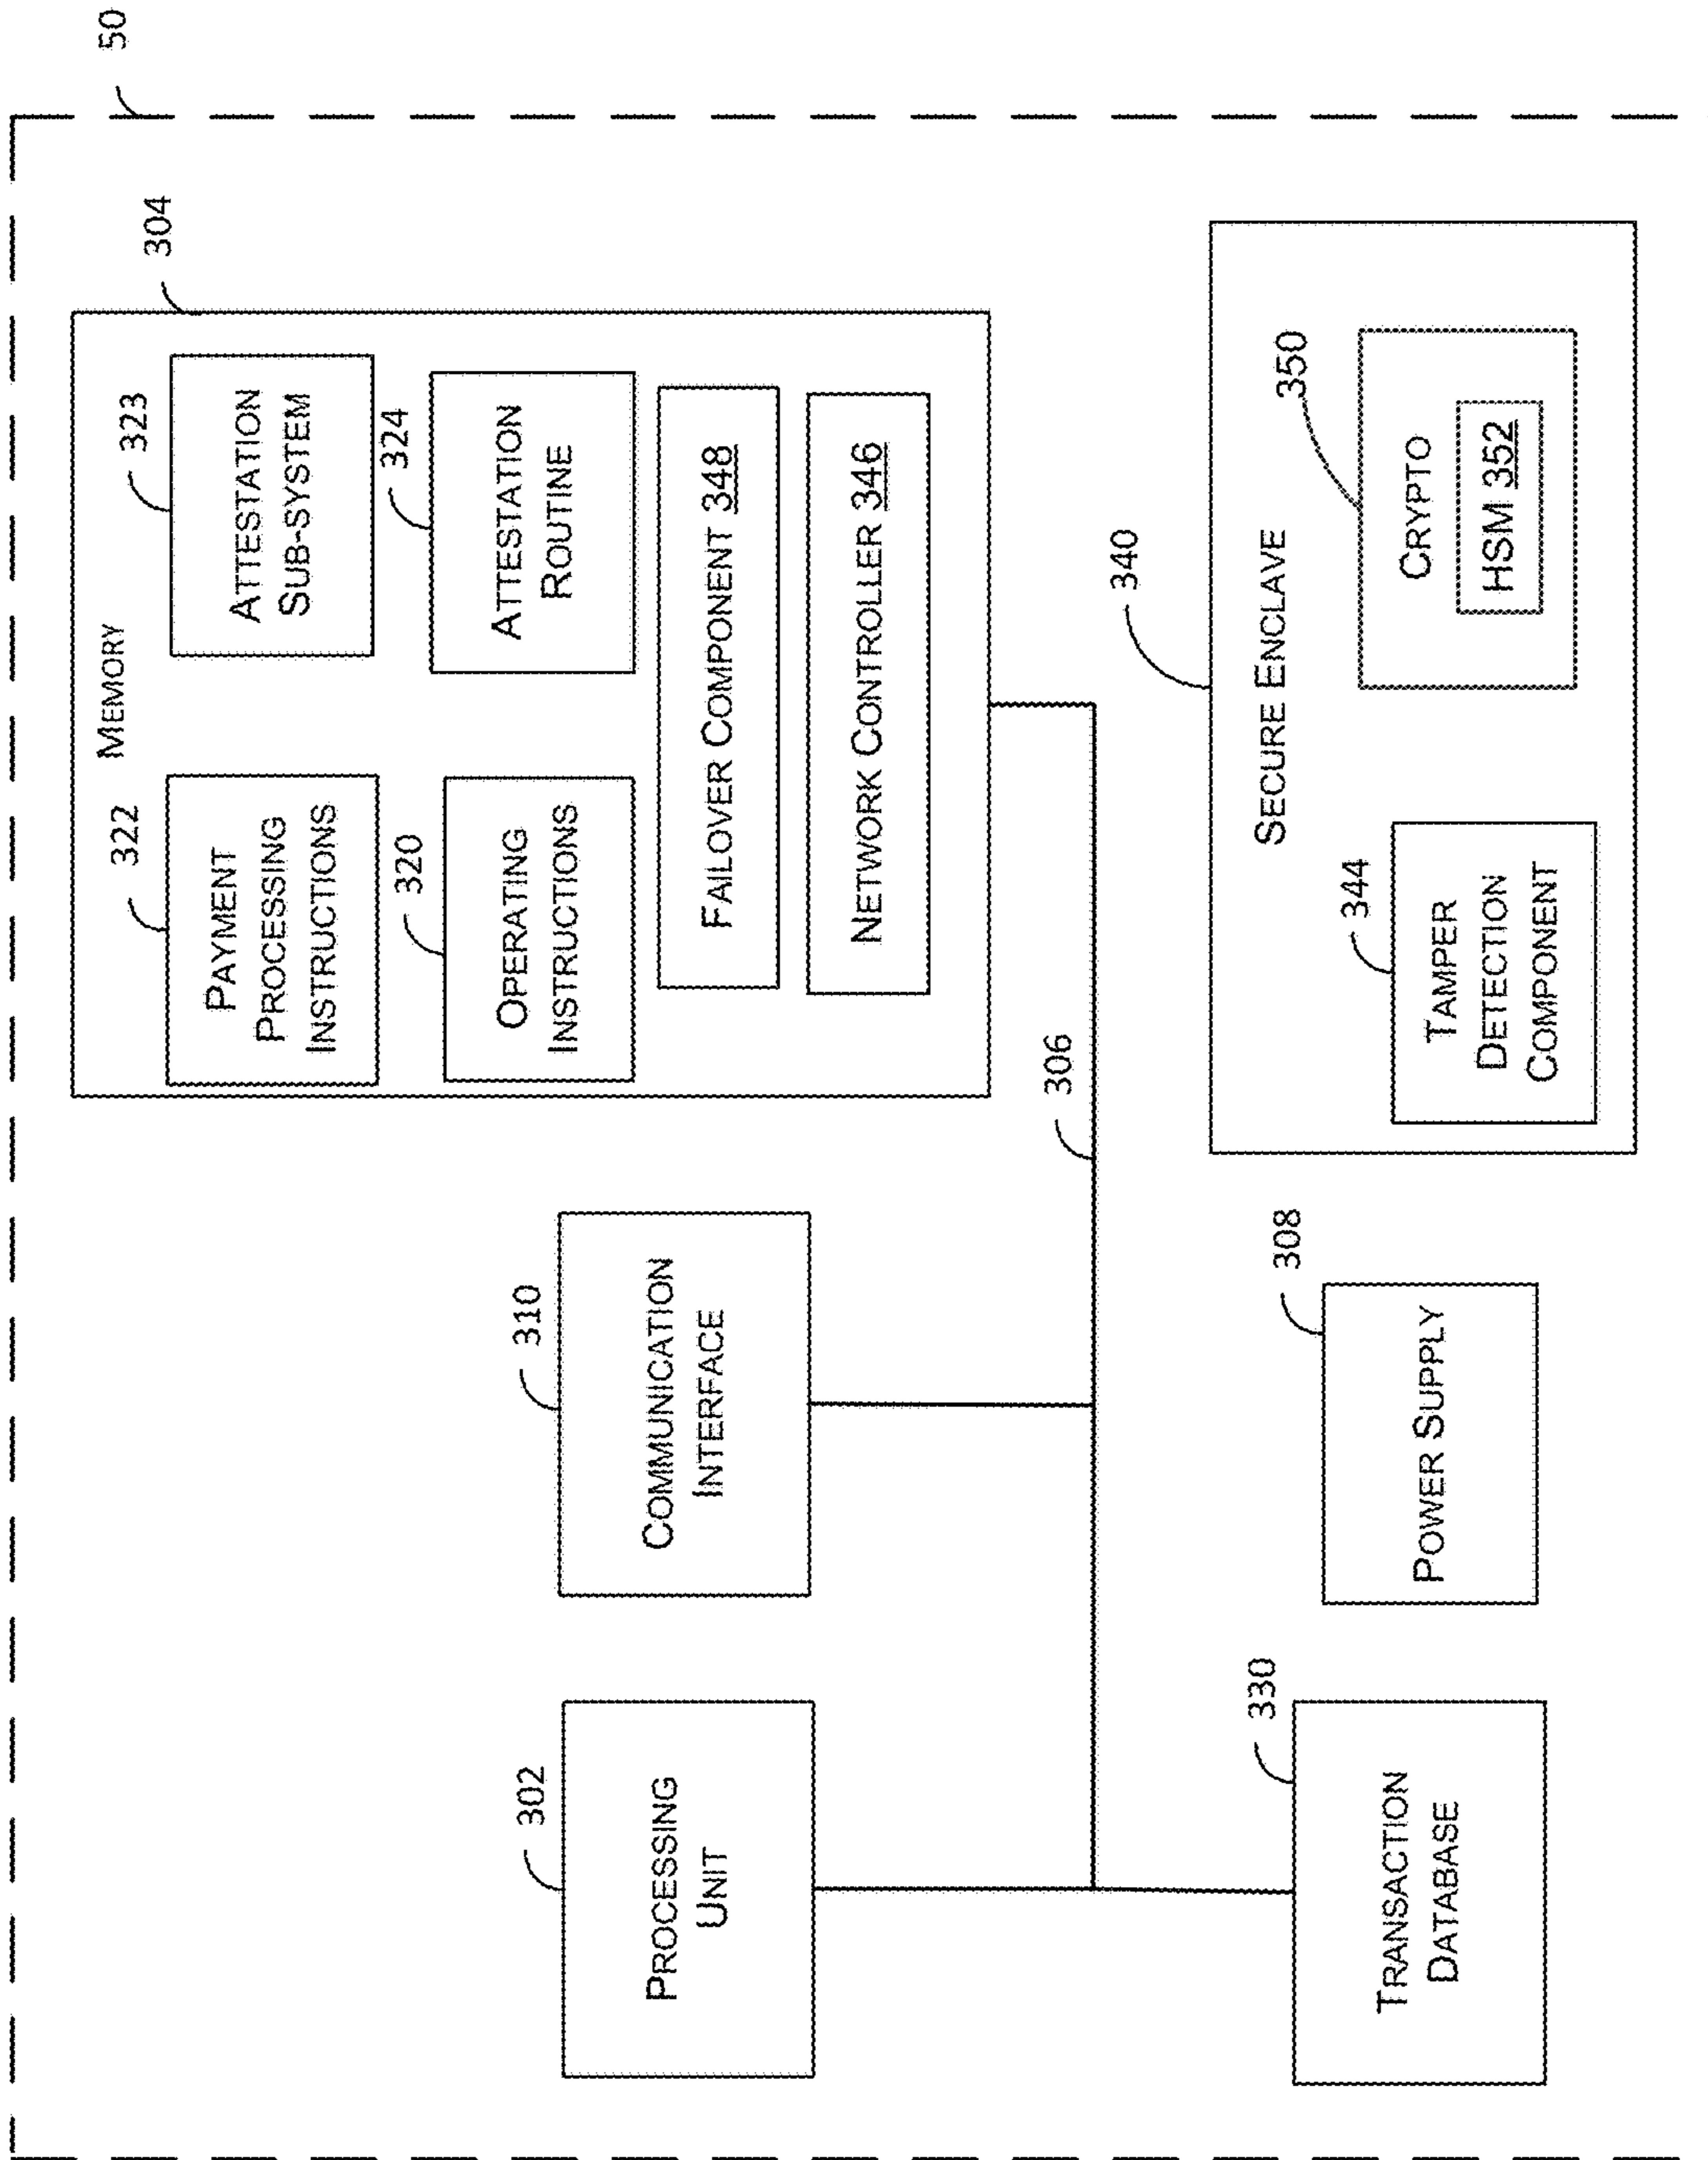 50
304
MEMORY
322
PAYMENT
PROCESSING
INSTRUCTIONS
323
ATTESTATION
SUB-SYSTEM
320
OPERATING
INSTRUCTIONS
324
ATTESTATION
ROUTINE
FAILOVER COMPONENT 348
NETWORK CONTROLLER 346
302
PROCESSING
UNIT
310
COMMUNICATION
INTERFACE
306
330
TRANSACTION
DATABASE
308
POWER SUPPLY
340
SECURE ENCLAVE
344
TAMPER
DETECTION
COMPONENT
350
CRYPTO
HSM 352